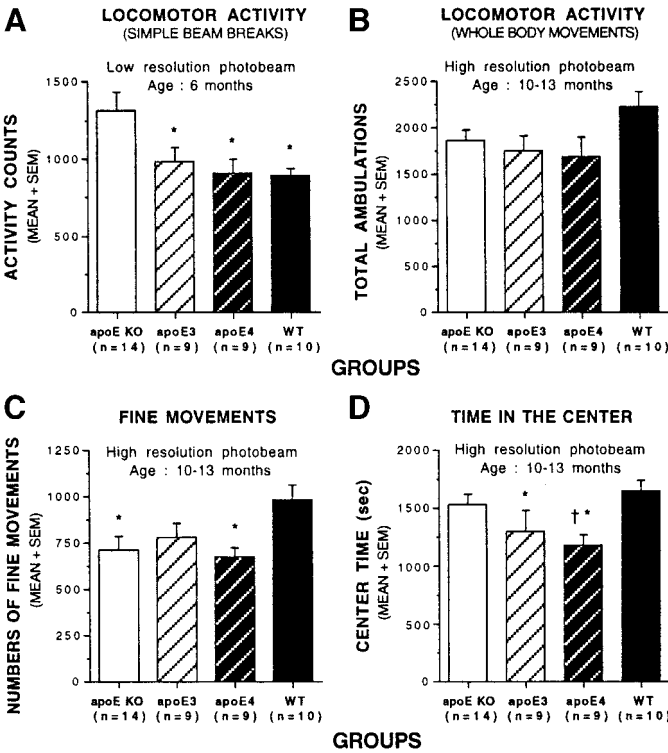 A
LOCOMOTOR ACTIVITY
(SIMPLE BEAM BREAKS)
Low resolution photobeam
Age : 6 months
ACTIVITY COUNTS
(MEAN + SEM)
1500
1000
500
0
*
*
*
apoE KO
apoE3
apoE4
WT
(n=14)
(n=9)
(n=9)
(n=10)
B
LOCOMOTOR ACTIVITY
(WHOLE BODY MOVEMENTS)
High resolution photobeam
Age : 10-13 months
TOTAL AMBULATIONS
(MEAN + SEM)
2500
2000
1500
1000
500
0
apoE KO
apoE3
apoE4
WT
(n=14)
(n=9)
(n=9)
(n=10)
GROUPS
C
FINE MOVEMENTS
High resolution photobeam
Age : 10-13 months
NUMBERS OF FINE MOVEMENTS
(MEAN + SEM)
1250
1000
750
500
250
0
*
*
apoE KO
apoE3
apoE4
WT
(n=14)
(n=9)
(n=9)
(n=10)
D
TIME IN THE CENTER
High resolution photobeam
Age : 10-13 months
CENTER TIME (sec)
(MEAN + SEM)
2000
1500
1000
500
0
*
† *
apoE KO
apoE3
apoE4
WT
(n=14)
(n=9)
(n=9)
(n=10)
GROUPS